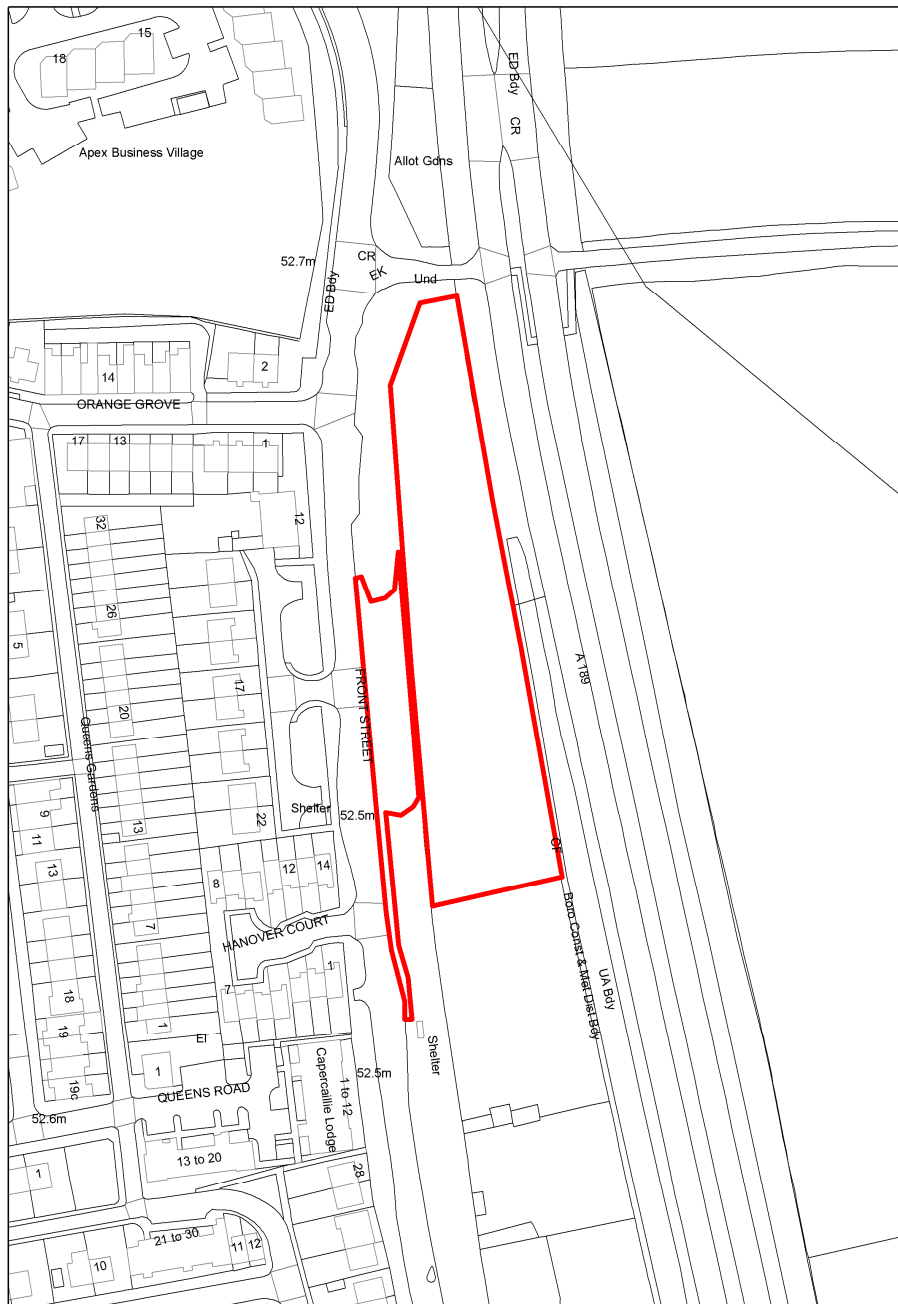 15
18
ED Bdy
CR
Apex Business Village
Allot Gdns
CR
52.7m
EK
ED Bdy
Und
2
14
ORANGE GROVE
17
13
1
32
12
26
5
A 189
17
FRONT STREET
20
Queens Gardens
Shelter
52.5m
9
22
13
11
CF
12
14
13
8
7
HANOVER COURT
Boro Const & Met Dist Bdy
1
UA Bdy
18
7
1
19
El
Shelter
1
52.5m
Capercaillie Lodge
1 to 12
19c
QUEENS ROAD
52.6m
13 to 20
1
28
21 to 30
11
12
10